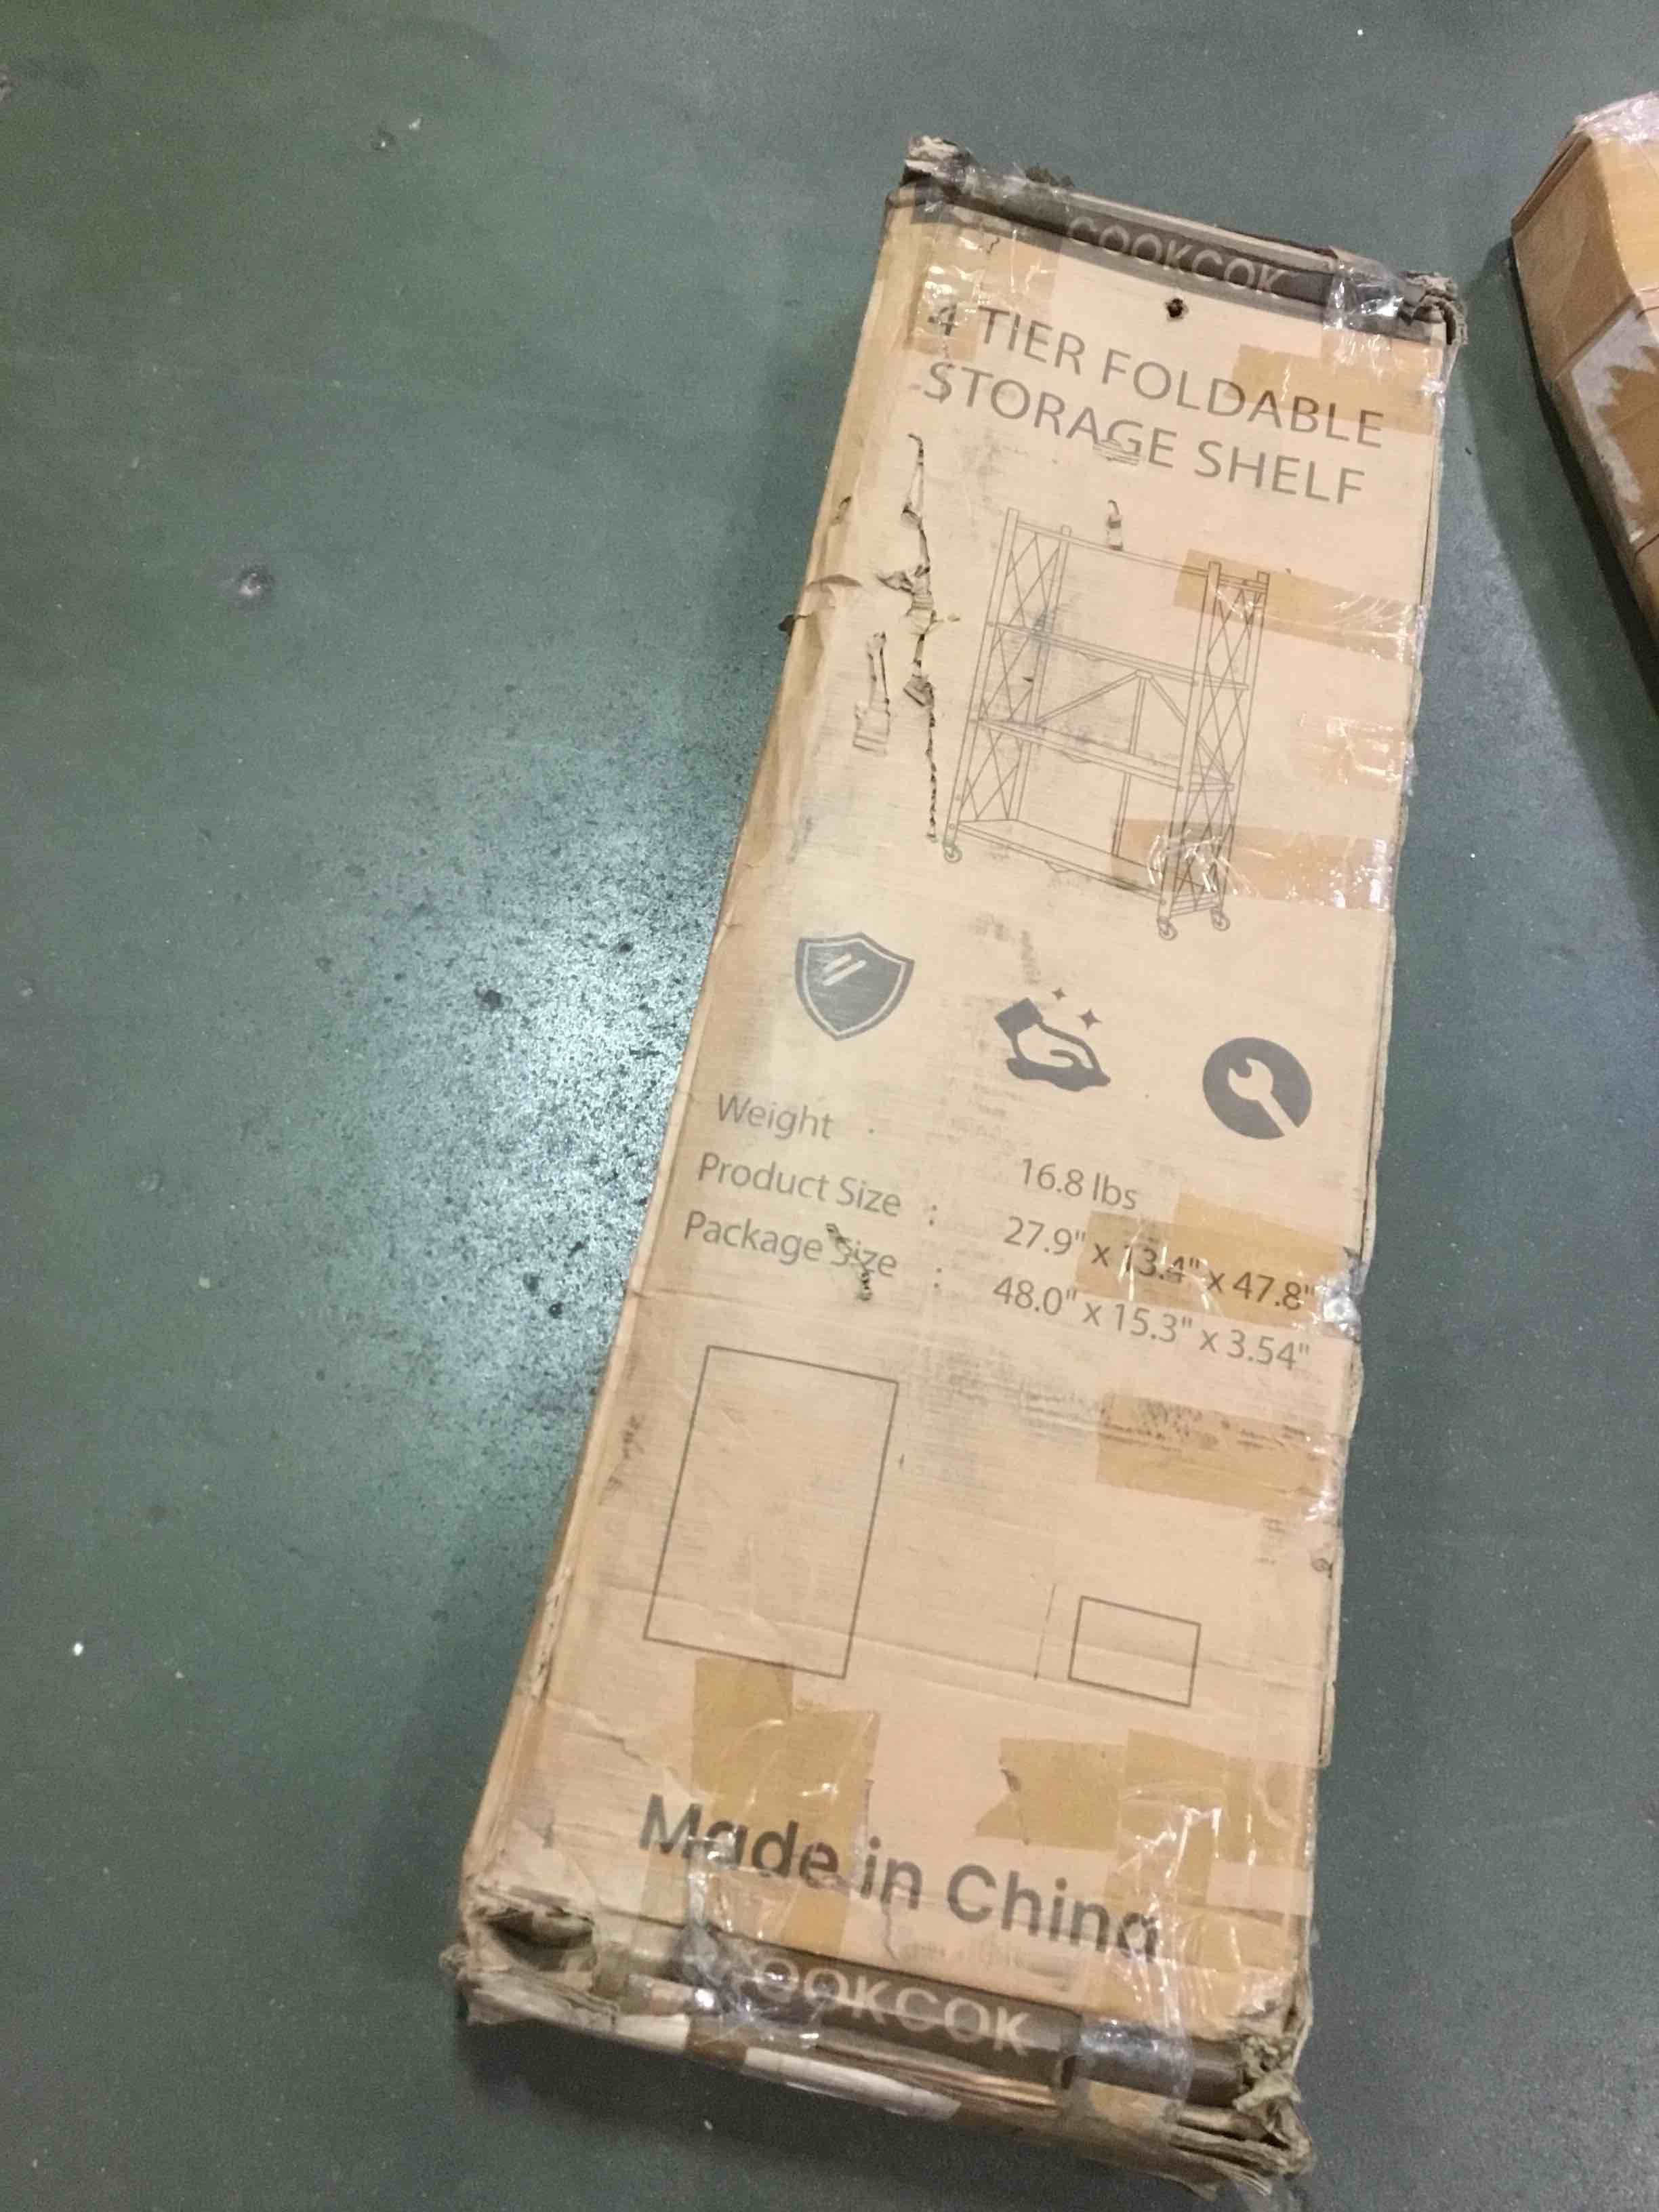 COOKCOK
4 TIER FOLDABLE
STORAGE SHELF
Weight 16.8 lbs
Product Size : 27.9" x 13.4" x 47.8"
Package Size : 48.0" x 15.3" x 3.54"
Made in China
OOKCOK